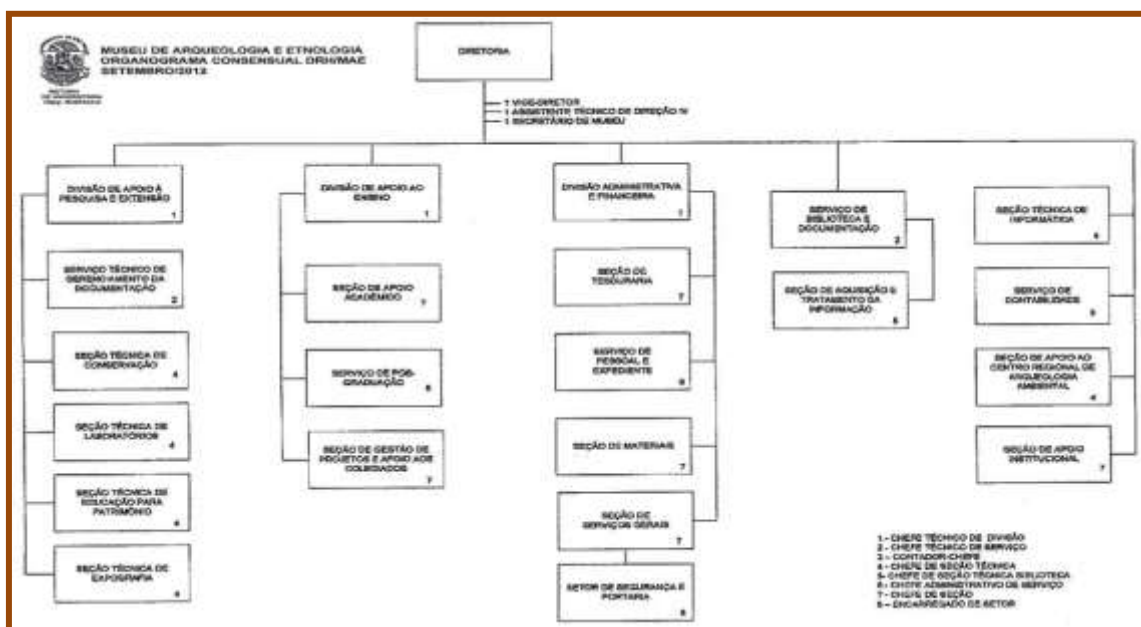 MUSEU DE ARQUEOLOGIA E ETNOLOGIA
ORGANOGRAMA CONSENSUAL DRH/MAE
SETEMBRO/2012
DIRETORIA
1 VICE-DIRETOR
1 ASSISTENTE TÉCNICO DE DIREÇÃO IV
1 SECRETÁRIO DE MUSEU
DIVISÃO DE APOIO À
PESQUISA E EXTENSÃO
1
SERVIÇO TÉCNICO DE
GERENCIAMENTO DA
DOCUMENTAÇÃO
2
SEÇÃO TÉCNICA DE
CONSERVAÇÃO
4
SEÇÃO TÉCNICA DE
LABORATÓRIOS
4
SEÇÃO TÉCNICA DE
EDUCAÇÃO PARA
PATRIMÔNIO
4
SEÇÃO TÉCNICA DE
EXPOGRAFIA
4
DIVISÃO DE APOIO AO
ENSINO
1
SEÇÃO DE APOIO
ACADÊMICO
7
SERVIÇO DE PÓS-
GRADUAÇÃO
6
SEÇÃO DE GESTÃO DE
PROJETOS E APOIO AOS
COLEGIADOS
7
DIVISÃO ADMINISTRATIVA
E FINANCEIRA
1
SEÇÃO DE
TESOURARIA
7
SERVIÇO DE
PESSOAL E
EXPEDIENTE
6
SEÇÃO DE MATERIAIS
7
SEÇÃO DE
SERVIÇOS GERAIS
7
SETOR DE SEGURANÇA E
PORTARIA
8
SERVIÇO DE
BIBLIOTECA E
DOCUMENTAÇÃO
2
SEÇÃO DE AQUISIÇÃO E
TRATAMENTO DA
INFORMAÇÃO
5
SEÇÃO TÉCNICA DE
INFORMÁTICA
4
SERVIÇO DE
CONTABILIDADE
3
SEÇÃO DE APOIO AO
CENTRO REGIONAL DE
ARQUEOLOGIA
AMBIENTAL
4
SEÇÃO DE APOIO
INSTITUCIONAL
7
1 - CHEFE TÉCNICO DE DIVISÃO
2 - CHEFE TÉCNICO DE SERVIÇO
3 - CONTADOR-CHEFE
4 - CHEFE DE SEÇÃO TÉCNICA
5- CHEFE DE SEÇÃO TÉCNICA BIBLIOTECA
6 - CHEFE ADMINISTRATIVO DE SERVIÇO
7 - CHEFE DE SEÇÃO
8 - ENCARREGADO DE SETOR